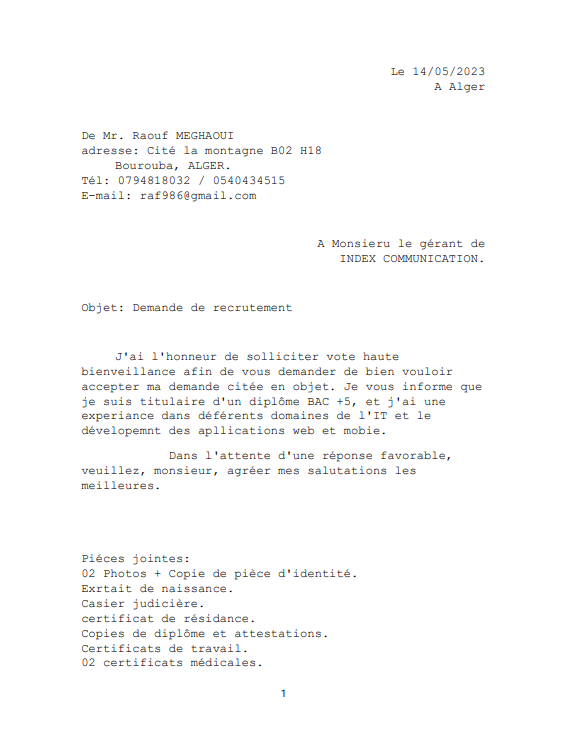 Le 14/05/2023
A Alger
De Mr. Raouf MEGHAOUI
adresse: Cité la montagne B02 H18
Bourouba, ALGER.
Tél: 0794818032 / 0540434515
E-mail: raf986@gmail.com
A Monsieru le gérant de
INDEX COMMUNICATION.
Objet: Demande de recrutement
J'ai l'honneur de solliciter vote haute
bienveillance afin de vous demander de bien vouloir
accepter ma demande citée en objet. Je vous informe que
je suis titulaire d'un diplôme BAC +5, et j'ai une
experiance dans déférents domaines de l'IT et le
dévelopemnt des apllications web et mobie.
Dans l'attente d'une réponse favorable,
veuillez, monsieur, agréer mes salutations les
meilleures.
Piéces jointes:
02 Photos + Copie de pièce d'identité.
Exrtait de naissance.
Casier judicière.
certificat de résidance.
Copies de diplôme et attestations.
Certificats de travail.
02 certificats médicales.
1